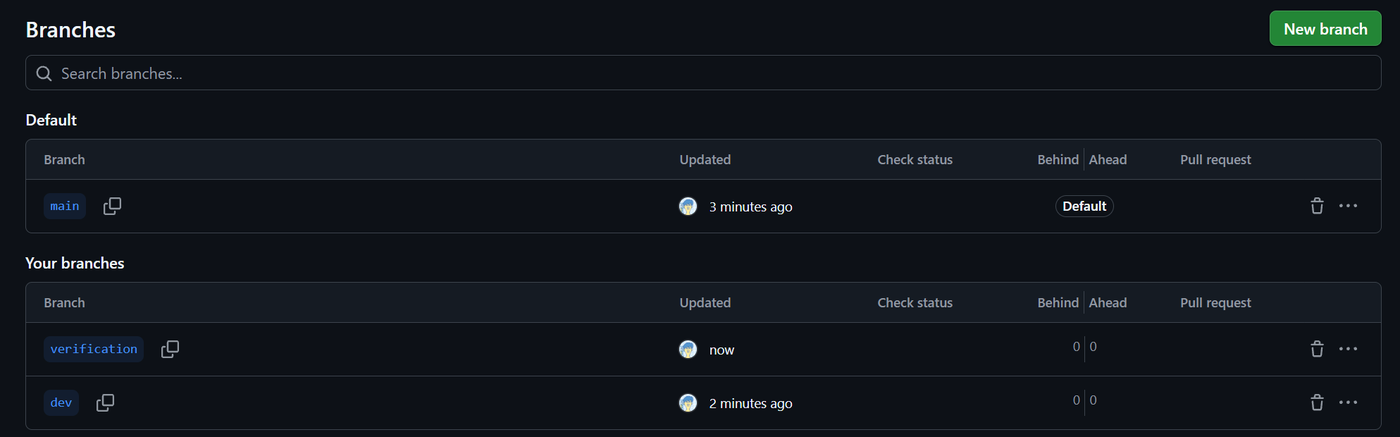 Branches
New branch
Search branches...
Default
Branch Updated Check status Behind Ahead Pull request
main 3 minutes ago Default
Your branches
Branch Updated Check status Behind Ahead Pull request
verification now 0 0
dev 2 minutes ago 0 0